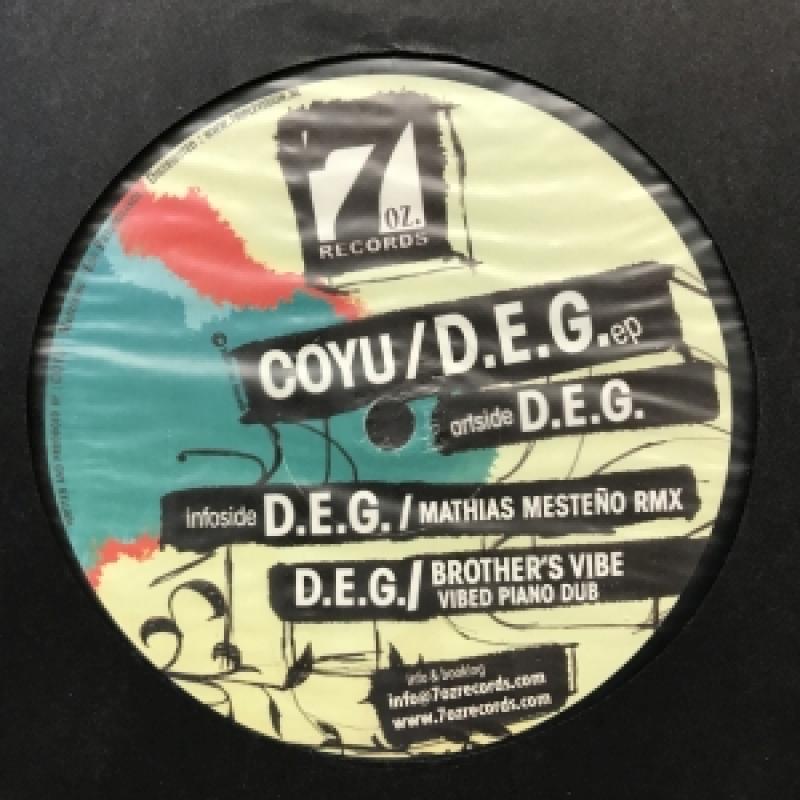 7 OZ.
RECORDS
COYU / D.E.G. ep
artside D.E.G.
infoside D.E.G. / MATHIAS MESTEÑO RMX
D.E.G. / BROTHER'S VIBE
VIBED PIANO DUB
info & booking
info@7ozrecords.com
www.7ozrecords.com